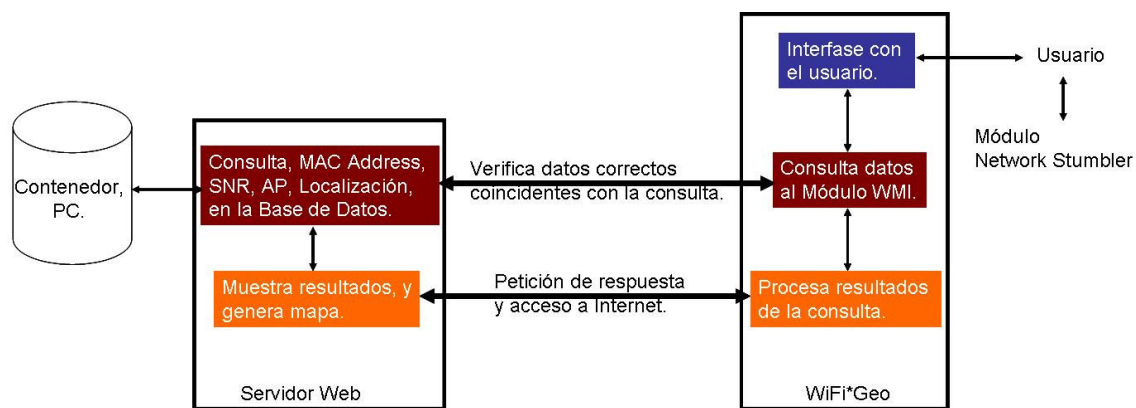 Interfase con
el usuario.
Usuario
Módulo
Network Stumbler
Contenedor,
PC.
Consulta, MAC Address,
SNR, AP, Localización,
en la Base de Datos.
Verifica datos correctos
coincidentes con la consulta.
Consulta datos
al Módulo WMI.
Muestra resultados, y
genera mapa.
Petición de respuesta
y acceso a Internet.
Procesa resultados
de la consulta.
Servidor Web
WiFi*Geo